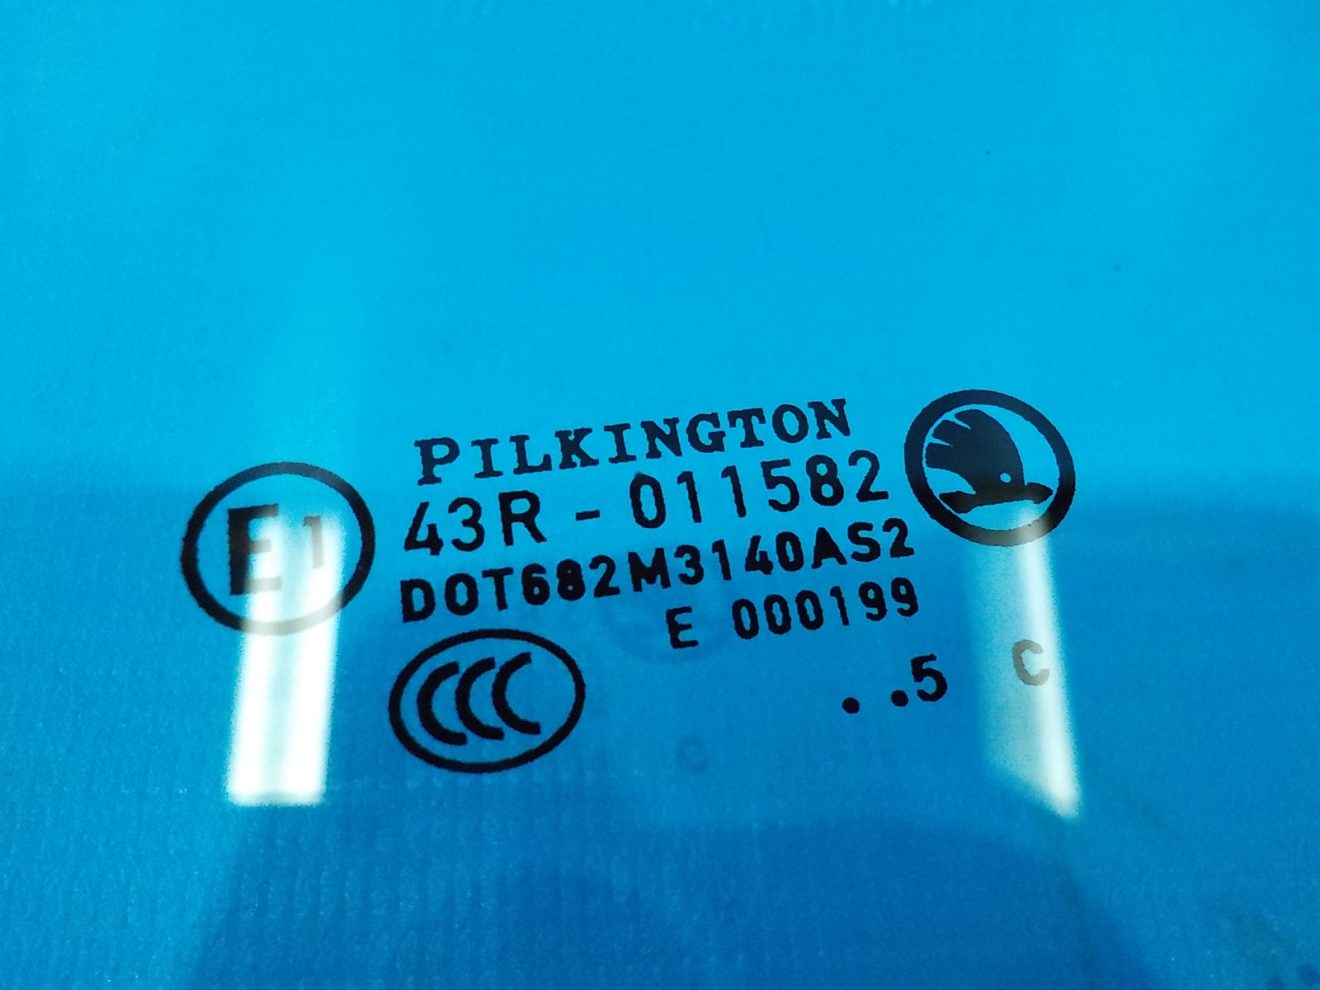 PILKINGTON
E1
43R - 011582
DOT682M3140AS2
E 000199
CCC
. .5 C
C